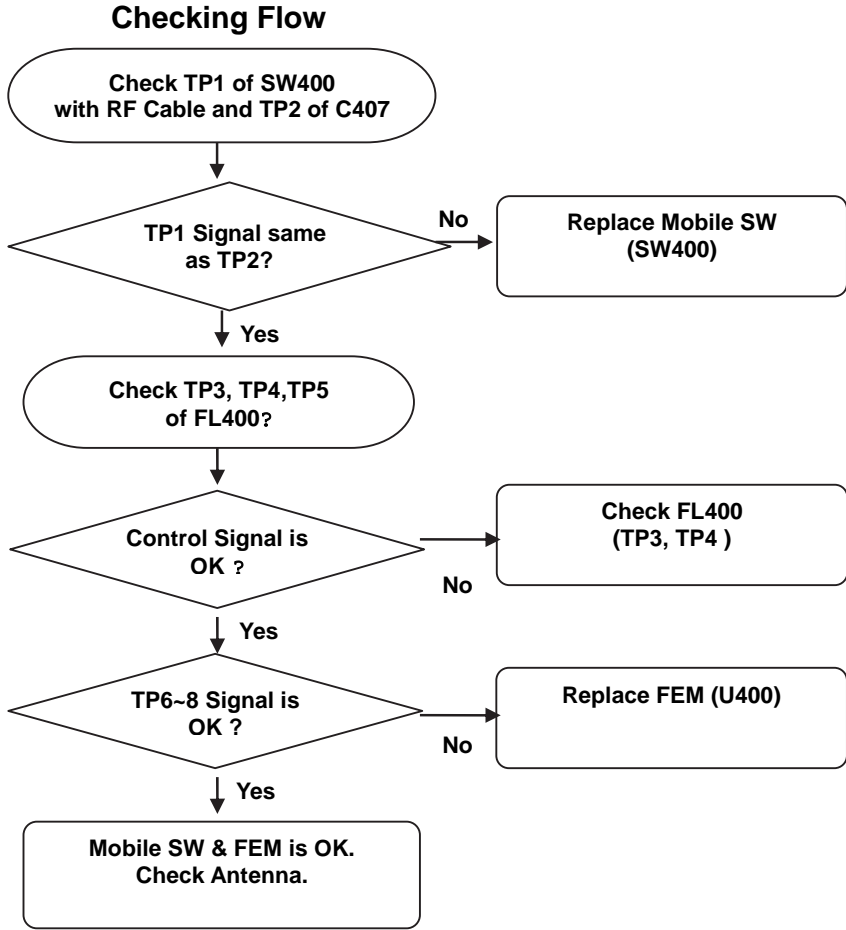 Checking Flow
Check TP1 of SW400
with RF Cable and TP2 of C407
TP1 Signal same
as TP2?
No
Replace Mobile SW
(SW400)
Yes
Check TP3, TP4,TP5
of FL400?
Control Signal is
OK ?
No
Check FL400
(TP3, TP4 )
Yes
TP6~8 Signal is
OK ?
No
Replace FEM (U400)
Yes
Mobile SW & FEM is OK.
Check Antenna.